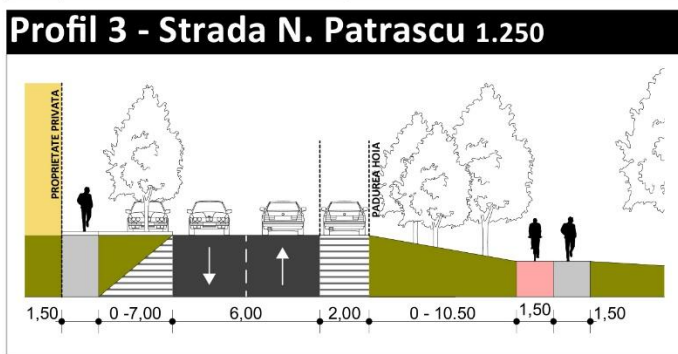 Profil 3 - Strada N. Patrascu 1.250
PROPRIETATE PRIVATA
PADUREA HOIA
1,50 0 -7,00 6,00 2,00 0 - 10.50 1,50 1,50